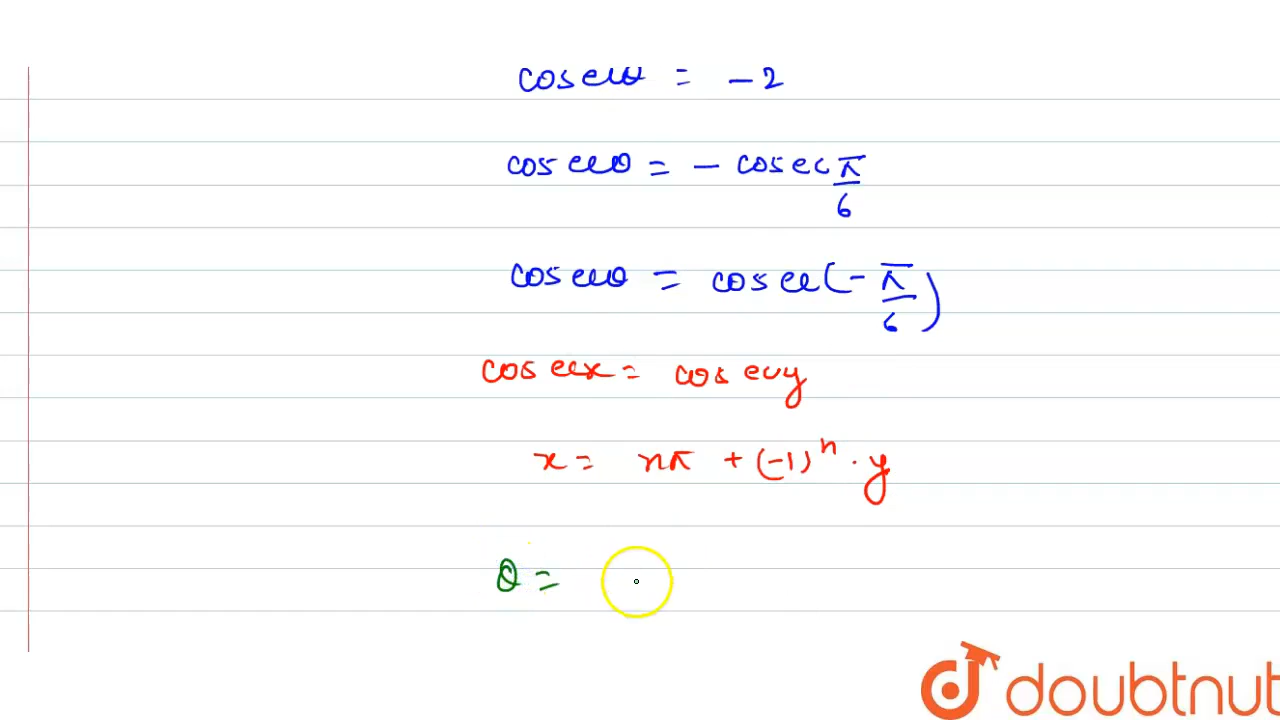 cosecθ = -2
cosecθ = - cosec π/6
cosecθ = cosec(-π/6)
cosecx = cosecy
x = nπ + (-1)ⁿ · y
θ =
doubtnut